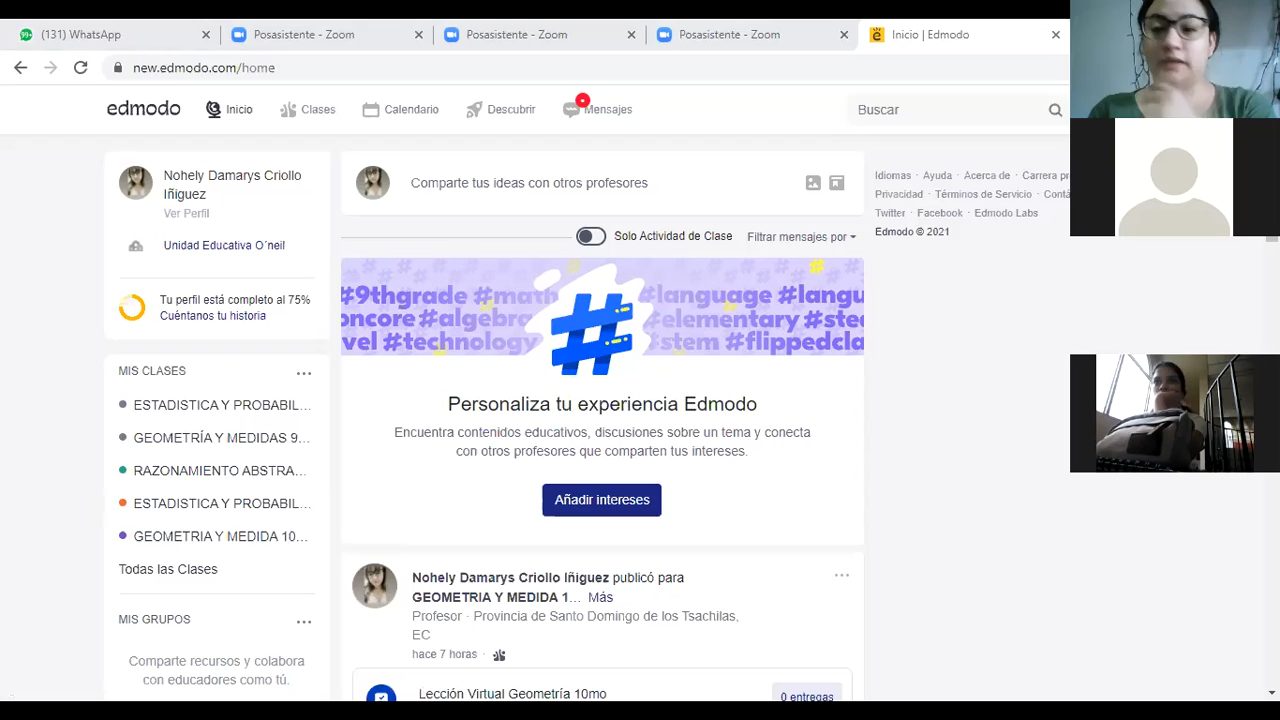 (131) WhatsApp
Posasistente - Zoom
Posasistente - Zoom
Posasistente - Zoom
Inicio | Edmodo
new.edmodo.com/home
edmodo
Inicio
Clases
Calendario
Descubrir
Mensajes
Buscar
Nohely Damarys Criollo
Iñiguez
Ver Perfil
Unidad Educativa O´neil
Tu perfil está completo al 75%
Cuéntanos tu historia
MIS CLASES
ESTADISTICA Y PROBABIL...
GEOMETRÍA Y MEDIDAS 9...
RAZONAMIENTO ABSTRA...
ESTADISTICA Y PROBABIL...
GEOMETRIA Y MEDIDA 10...
Todas las Clases
MIS GRUPOS
Comparte recursos y colabora
con educadores como tú.
Comparte tus ideas con otros profesores
Solo Actividad de Clase
Filtrar mensajes por
#9thgrade #math #language #langu
oncore #algebra #elementary #ste
vel #technology #stem #flippedcla
#
Personaliza tu experiencia Edmodo
Encuentra contenidos educativos, discusiones sobre un tema y conecta
con otros profesores que comparten tus intereses.
Añadir intereses
Nohely Damarys Criollo Iñiguez publicó para
GEOMETRIA Y MEDIDA 1... Más
Profesor · Provincia de Santo Domingo de los Tsachilas,
EC
hace 7 horas ·
Lección Virtual Geometría 10mo
0 entregas
Idiomas · Ayuda · Acerca de · Carrera pr
Privacidad · Términos de Servicio · Contá
Twitter · Facebook · Edmodo Labs
Edmodo © 2021